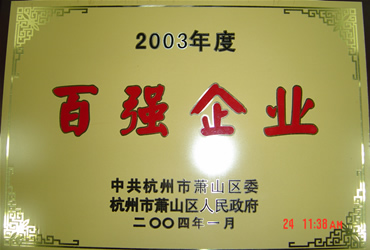 2003年度
百强企业
中共杭州市萧山区委
杭州市萧山区人民政府
二〇〇四年一月
24 11:38AM